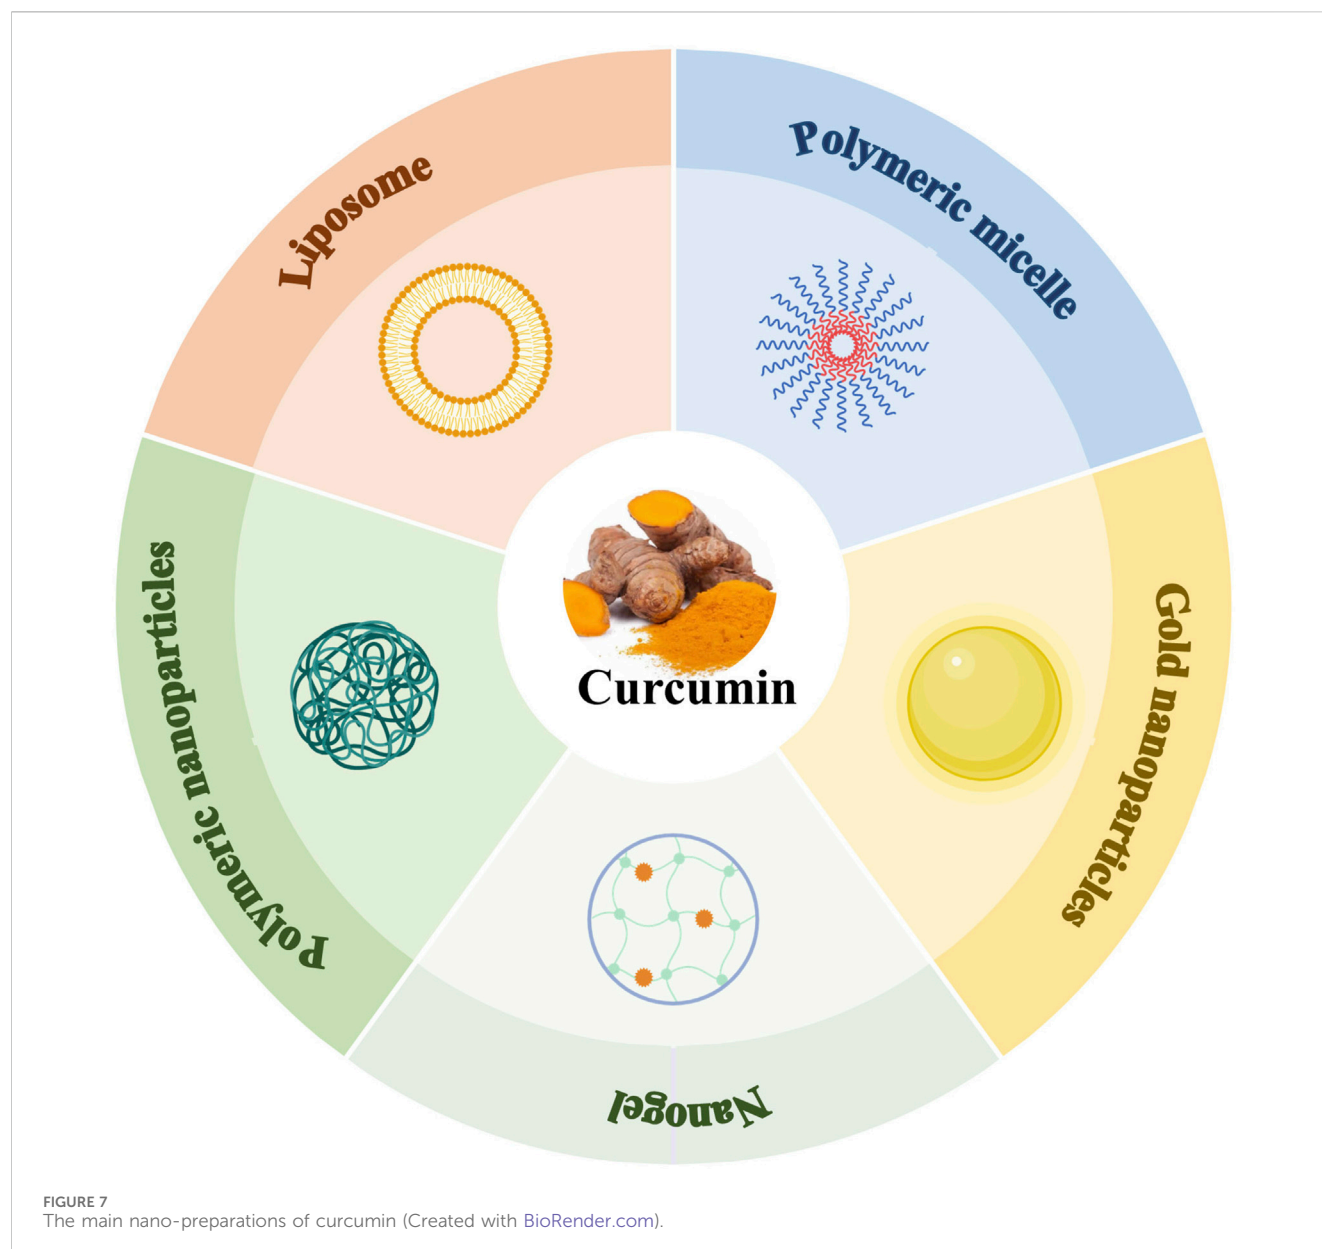 Liposome
Polymeric micelle
Gold nanoparticles
Nanogel
Polymeric nanoparticles
Curcumin
FIGURE 7
The main nano-preparations of curcumin (Created with BioRender.com).